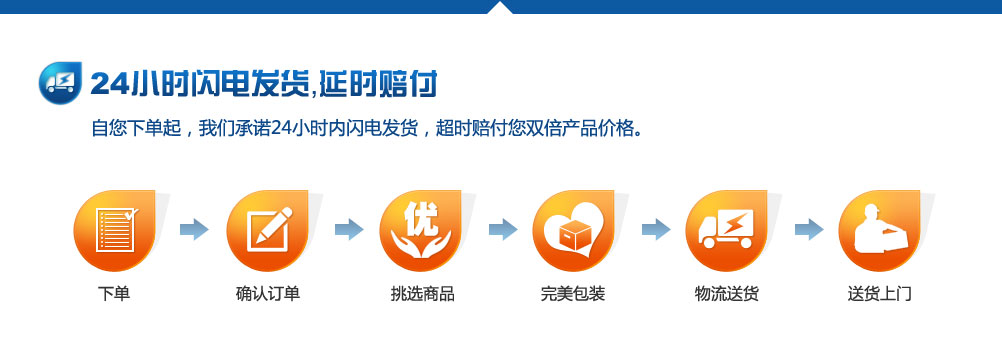 24小时闪电发货,延时赔付
自您下单起，我们承诺24小时内闪电发货，超时赔付您双倍产品价格。
优
下单
确认订单
挑选商品
完美包装
物流送货
送货上门